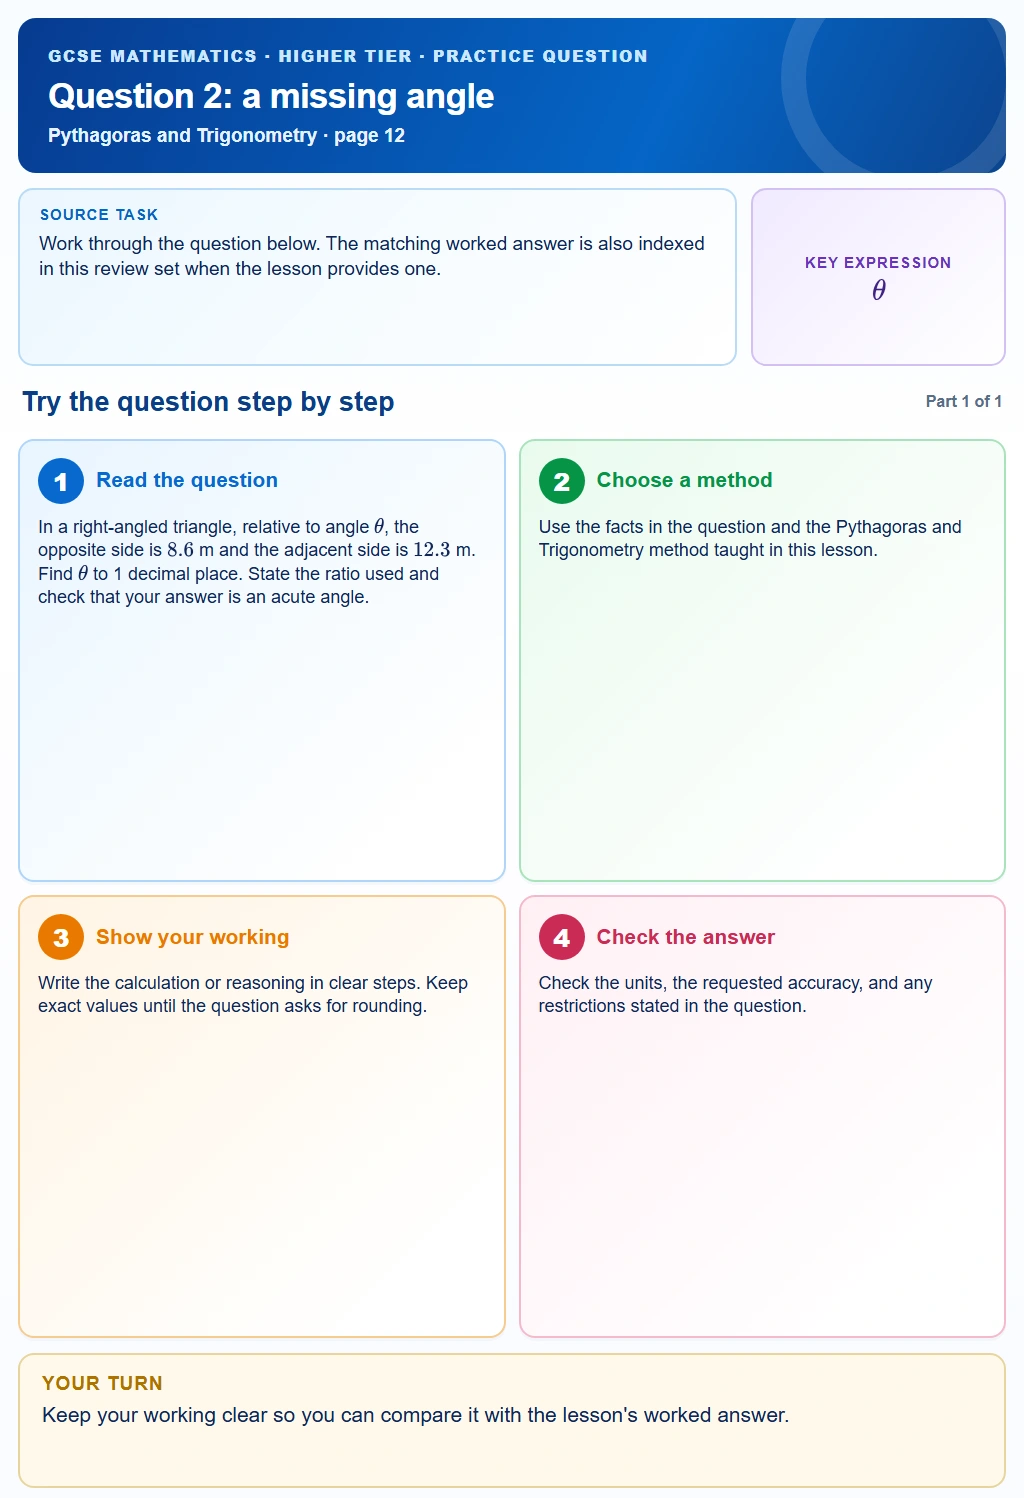 GCSE MATHEMATICS · HIGHER TIER · PRACTICE QUESTION
Question 2: a missing angle
Pythagoras and Trigonometry · page 12
SOURCE TASK
Work through the question below. The matching worked answer is also indexed
in this review set when the lesson provides one.
KEY EXPRESSION
θ
Try the question step by step
Part 1 of 1
1 Read the question
In a right-angled triangle, relative to angle θ, the
opposite side is 8.6 m and the adjacent side is 12.3 m.
Find θ to 1 decimal place. State the ratio used and
check that your answer is an acute angle.
2 Choose a method
Use the facts in the question and the Pythagoras and
Trigonometry method taught in this lesson.
3 Show your working
Write the calculation or reasoning in clear steps. Keep
exact values until the question asks for rounding.
4 Check the answer
Check the units, the requested accuracy, and any
restrictions stated in the question.
YOUR TURN
Keep your working clear so you can compare it with the lesson's worked answer.